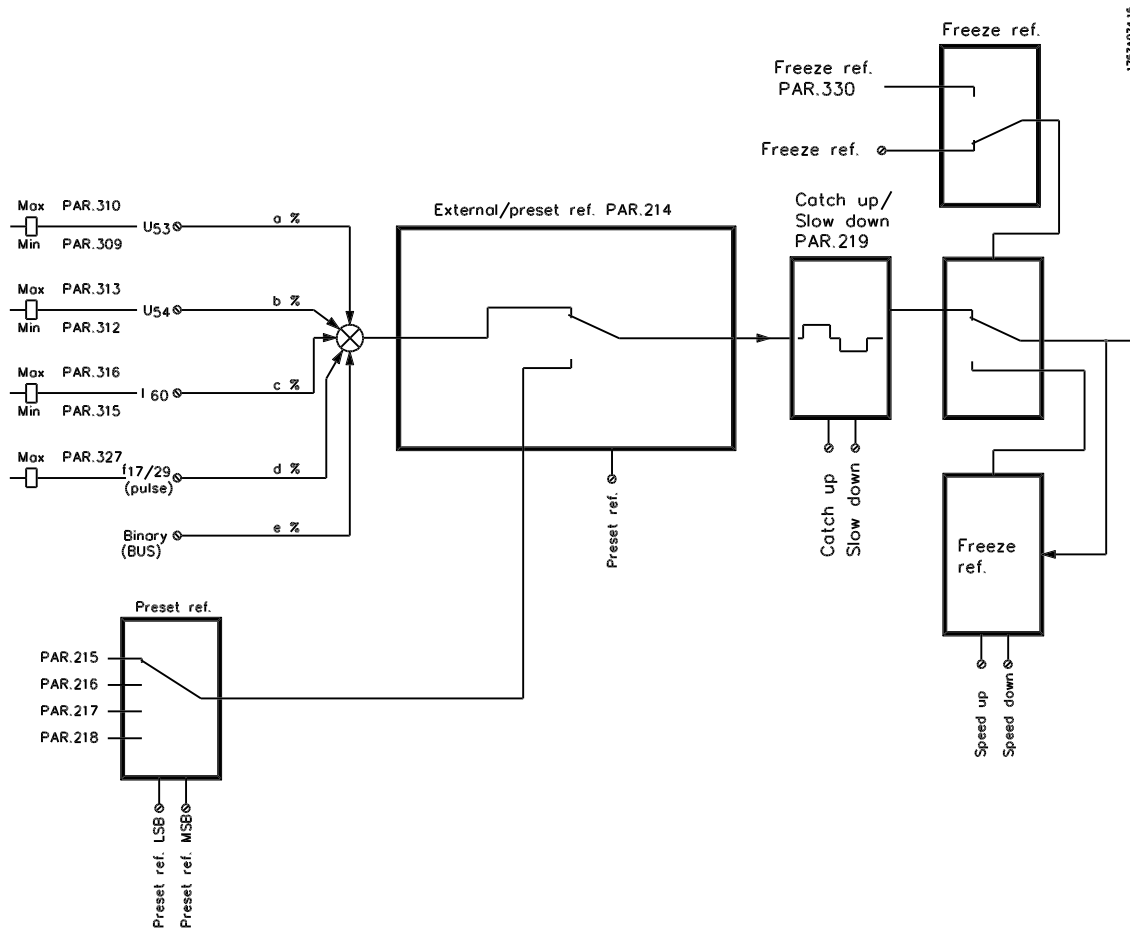 Freeze ref.
Freeze ref.
PAR.330
Freeze ref.
Max PAR.310
U53
Min PAR.309
a %
External/preset ref. PAR.214
Catch up/
Slow down
PAR.219
Max PAR.313
U54
Min PAR.312
b %
Max PAR.316
I 60
Min PAR.315
c %
Max PAR.327
f17/29
(pulse)
d %
Binary
(BUS)
e %
Preset ref.
Catch up
Slow down
Freeze
ref.
Speed up
Speed down
Preset ref.
PAR.215
PAR.216
PAR.217
PAR.218
Preset ref. LSB
Preset ref. MSB